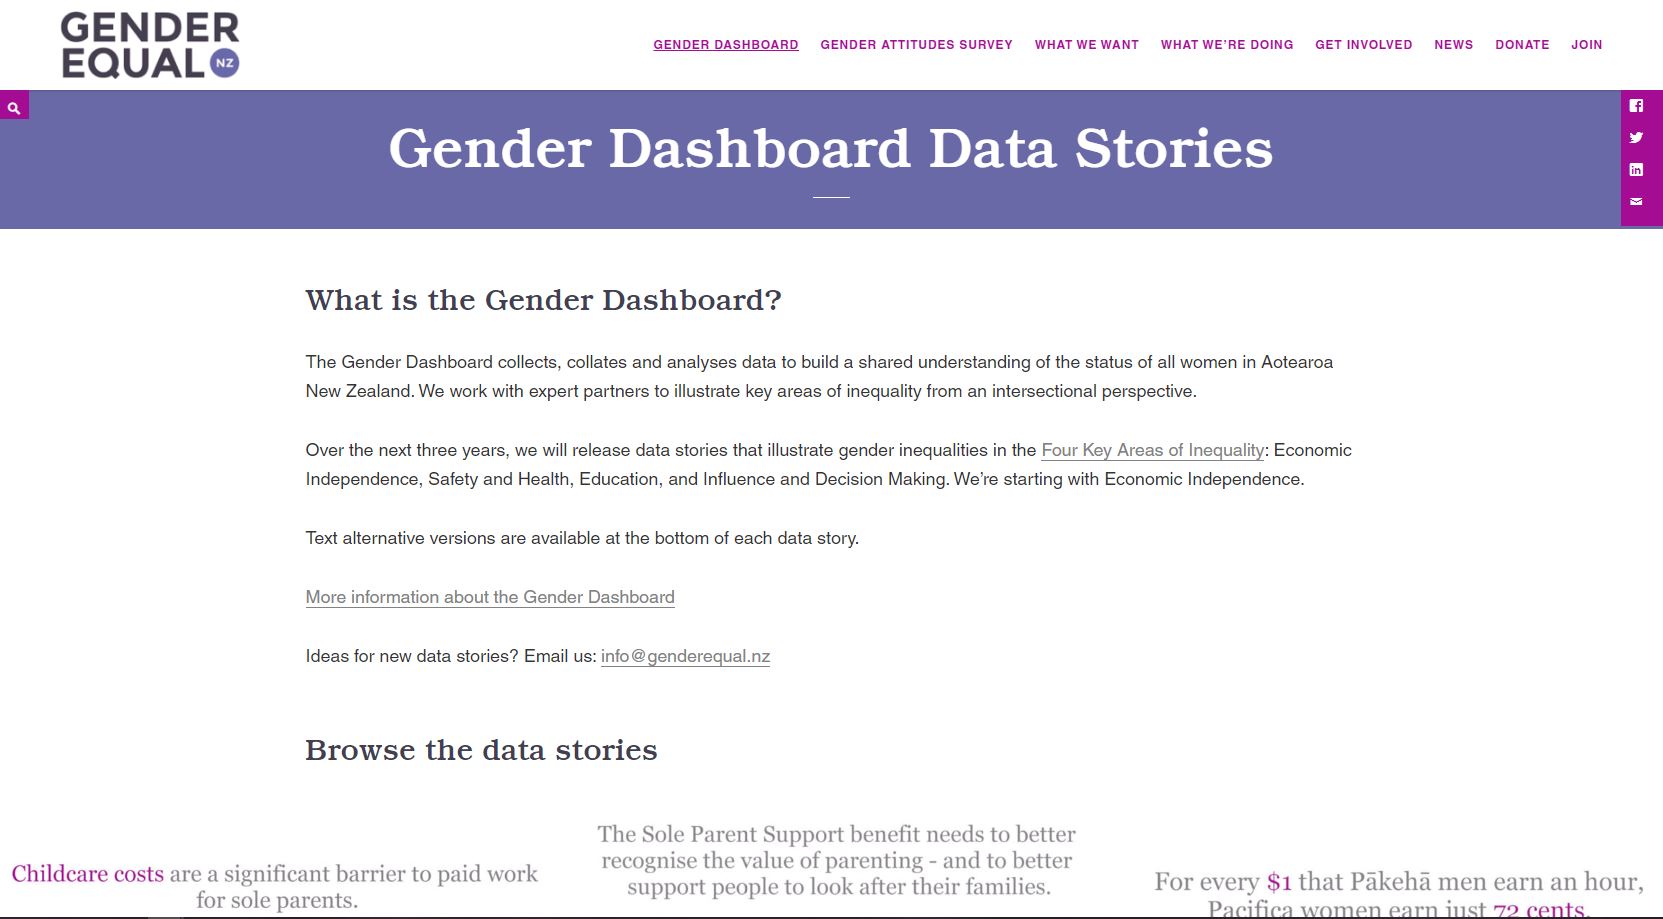 GENDER
EQUAL NZ
GENDER DASHBOARD GENDER ATTITUDES SURVEY WHAT WE WANT WHAT WE’RE DOING GET INVOLVED NEWS DONATE JOIN
Gender Dashboard Data Stories
What is the Gender Dashboard?
The Gender Dashboard collects, collates and analyses data to build a shared understanding of the status of all women in Aotearoa
New Zealand. We work with expert partners to illustrate key areas of inequality from an intersectional perspective.
Over the next three years, we will release data stories that illustrate gender inequalities in the Four Key Areas of Inequality: Economic
Independence, Safety and Health, Education, and Influence and Decision Making. We’re starting with Economic Independence.
Text alternative versions are available at the bottom of each data story.
More information about the Gender Dashboard
Ideas for new data stories? Email us: info@genderequal.nz
Browse the data stories
Childcare costs are a significant barrier to paid work
for sole parents.
The Sole Parent Support benefit needs to better
recognise the value of parenting - and to better
support people to look after their families.
For every $1 that Pākehā men earn an hour,
Pacifica women earn just 72 cents.